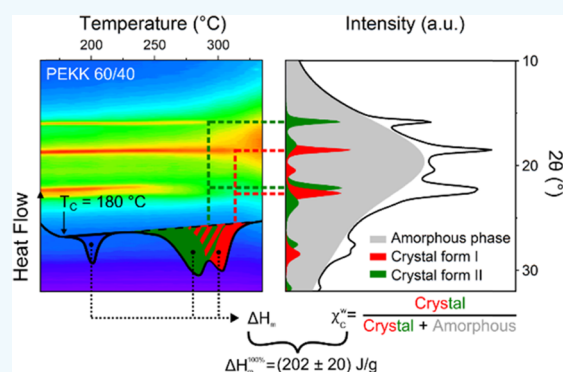 Temperature (°C)
200 250 300
PEKK 60/40
T_C = 180 °C
Heat Flow
Intensity (a.u.)
10
20
30
2θ (°)
Amorphous phase
Crystal form I
Crystal form II
ΔH_m
χ_c^w = Crystal
Crystal + Amorphous
ΔH_m^100% = (202 ± 20) J/g